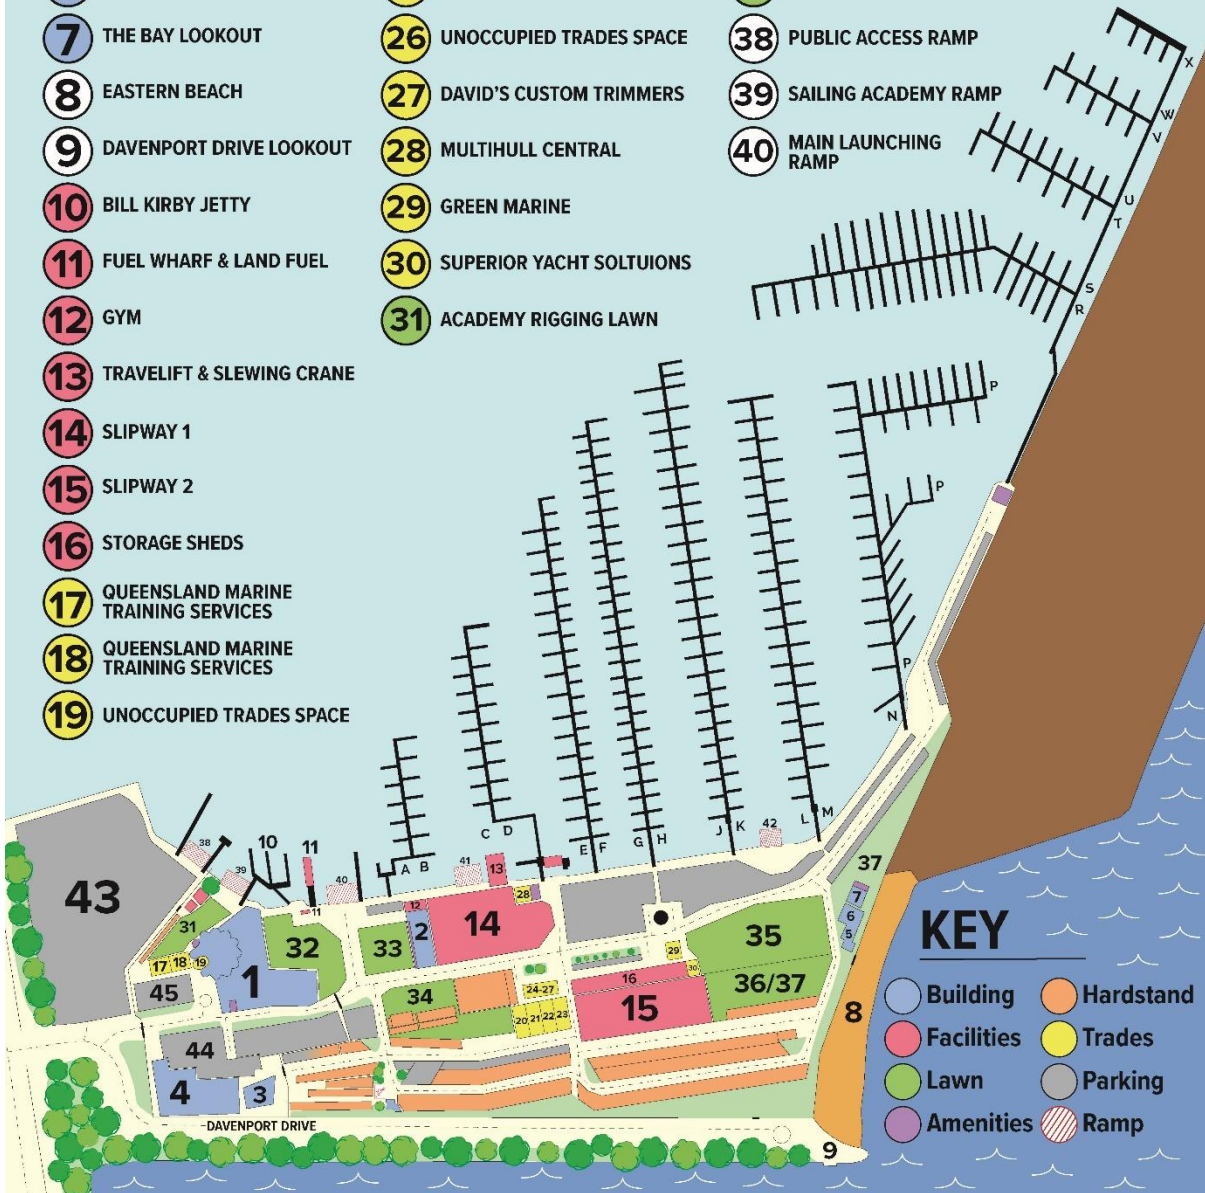 7 THE BAY LOOKOUT
8 EASTERN BEACH
9 DAVENPORT DRIVE LOOKOUT
10 BILL KIRBY JETTY
11 FUEL WHARF & LAND FUEL
12 GYM
13 TRAVELIFT & SLEWING CRANE
14 SLIPWAY 1
15 SLIPWAY 2
16 STORAGE SHEDS
17 QUEENSLAND MARINE
TRAINING SERVICES
18 QUEENSLAND MARINE
TRAINING SERVICES
19 UNOCCUPIED TRADES SPACE
26 UNOCCUPIED TRADES SPACE
27 DAVID'S CUSTOM TRIMMERS
28 MULTIHULL CENTRAL
29 GREEN MARINE
30 SUPERIOR YACHT SOLTUIONS
31 ACADEMY RIGGING LAWN
38 PUBLIC ACCESS RAMP
39 SAILING ACADEMY RAMP
40 MAIN LAUNCHING
RAMP
X
W
V
U
T
S
R
P
P
P
N
A B
C D
E F
G H
J K
L M
43
38
39
10
11
11
40
41
13
42
31
17 18 19
45
1
32
33
12
2
14
28
34
24-27
20 21 22 23
16
15
29
30
35
36/37
37
7
6
5
8
44
4
3
DAVENPORT DRIVE
9
KEY
Building
Hardstand
Facilities
Trades
Lawn
Parking
Amenities
Ramp